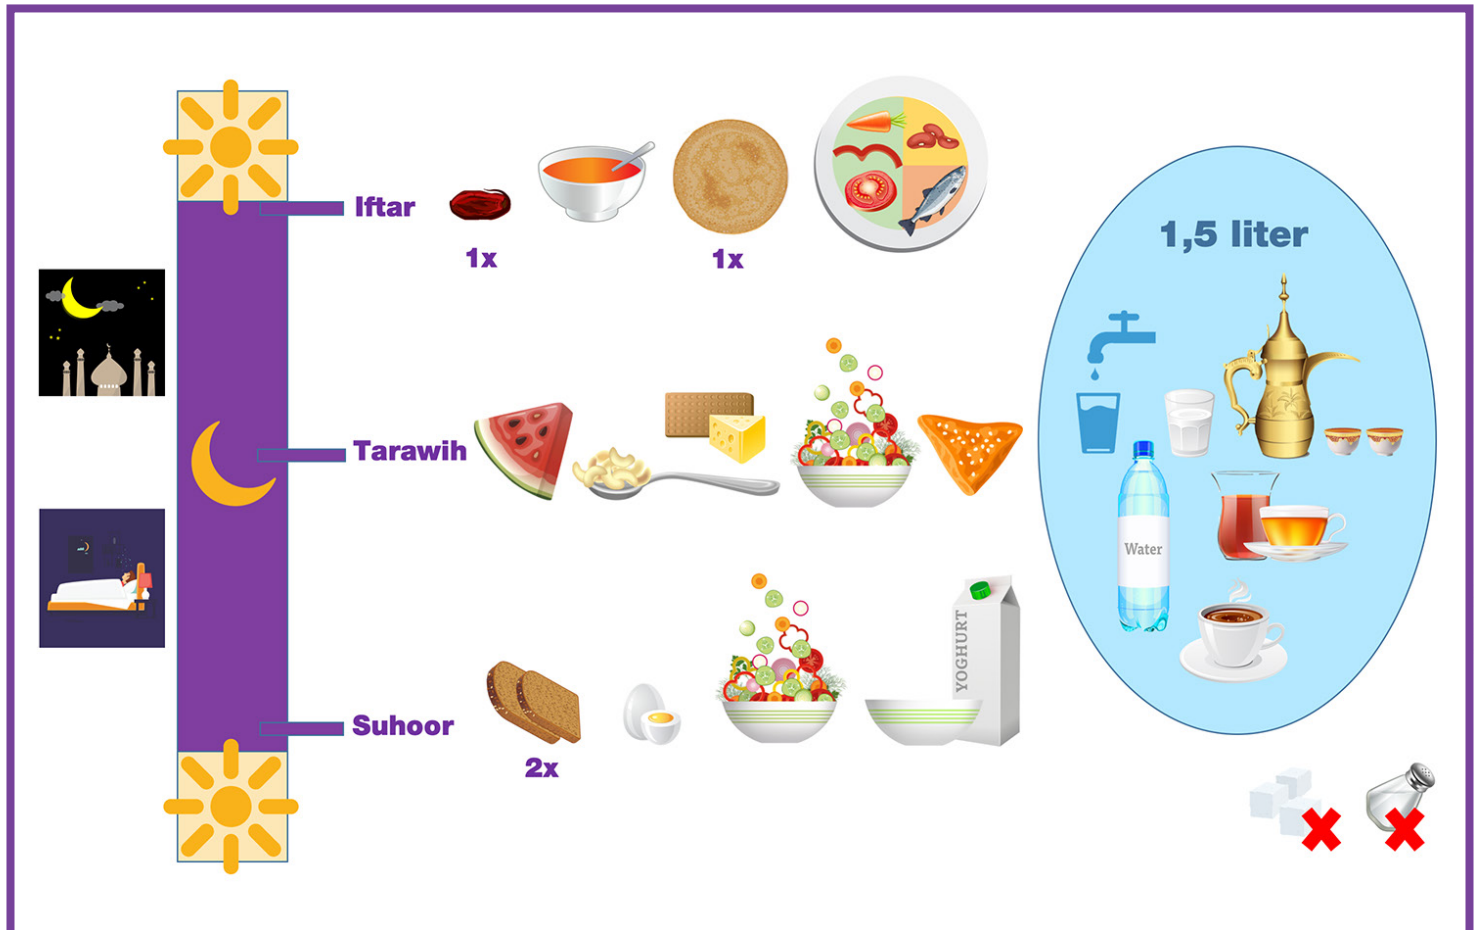 Iftar
1x
1x
1,5 liter
Tarawih
Water
YOGHURT
Suhoor
2x